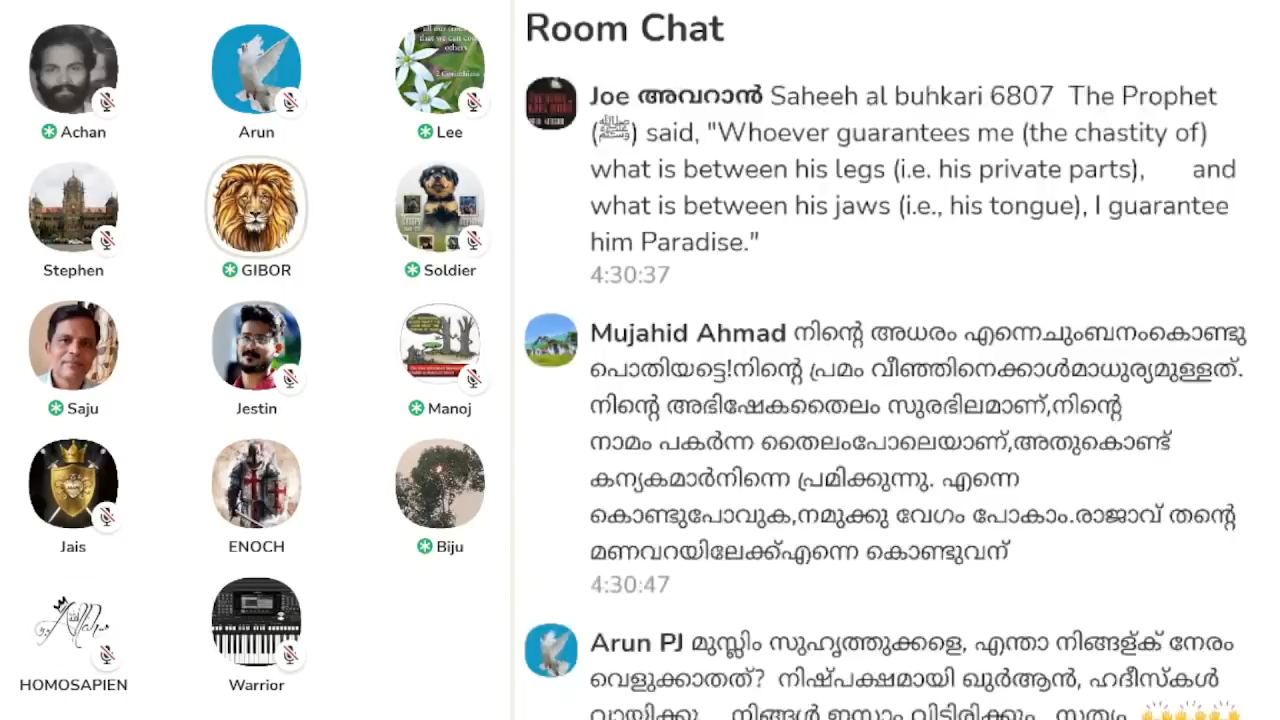 Room Chat
Achan
Arun
Lee
Stephen
GIBOR
Soldier
Saju
Jestin
Manoj
Jais
ENOCH
Biju
HOMOSAPIEN
Warrior
Joe അവറാൻ Saheeh al buhkari 6807 The Prophet
(ﷺ) said, "Whoever guarantees me (the chastity of)
what is between his legs (i.e. his private parts), and
what is between his jaws (i.e., his tongue), I guarantee
him Paradise."
4:30:37
Mujahid Ahmad നിന്റെ അധരം എന്നെചുംബനംകൊണ്ടു
പൊതിയട്ടെ!നിന്റെ പ്രമം വീഞ്ഞിനെക്കാൾമാധുര്യമുള്ളത്.
നിന്റെ അഭിഷേകതൈലം സുരഭിലമാണ്,നിന്റെ
നാമം പകർന്ന തൈലംപോലെയാണ്,അതുകൊണ്ട്
കന്യകമാർനിന്നെ പ്രമിക്കുന്നു. എന്നെ
കൊണ്ടുപോവുക,നമുക്കു വേഗം പോകാം.രാജാവ് തന്റെ
മണവറയിലേക്ക്എന്നെ കൊണ്ടുവന്
4:30:47
Arun PJ മുസ്ലിം സുഹൃത്തുക്കളെ, എന്താ നിങ്ങള്ക് നേരം
വെളുക്കാതത്? നിഷ്പക്ഷമായി ഖുർആൻ, ഹദീസ്കൾ
വായിക്കു നിങ്ങൾ ഇസ്ലാം വിട്ടിരിക്കും സത്യം